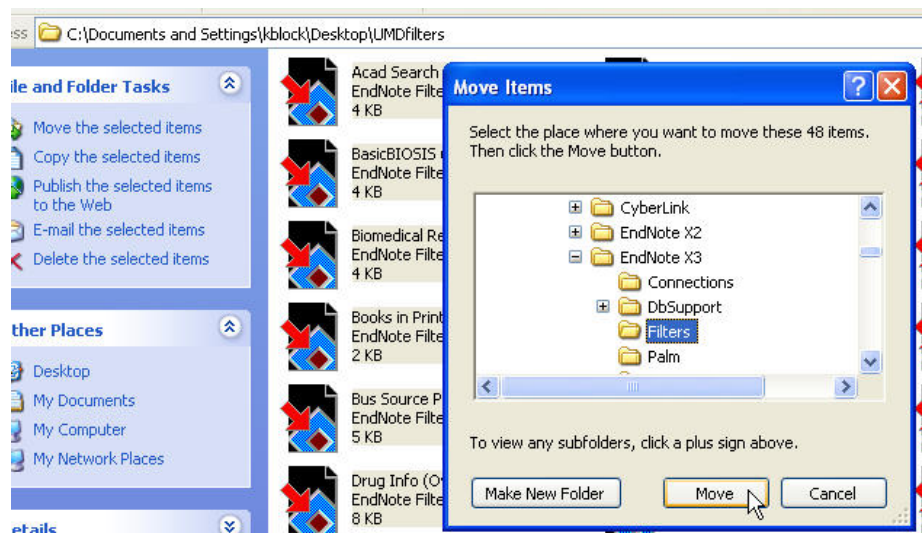 ss C:\Documents and Settings\kblock\Desktop\UMDfilters
ile and Folder Tasks
Move the selected items
Copy the selected items
Publish the selected items
to the Web
E-mail the selected items
Delete the selected items
ther Places
Desktop
My Documents
My Computer
My Network Places
etails
Acad Search
EndNote Filte
4 KB
BasicBIOSIS
EndNote Filte
4 KB
Biomedical Re
EndNote Filte
4 KB
Books in Print
EndNote Filte
2 KB
Bus Source P
EndNote Filte
5 KB
Drug Info (Ov
EndNote Filte
8 KB
Move Items
Select the place where you want to move these 48 items.
Then click the Move button.
CyberLink
EndNote X2
EndNote X3
Connections
DbSupport
Filters
Palm
To view any subfolders, click a plus sign above.
Make New Folder Move Cancel